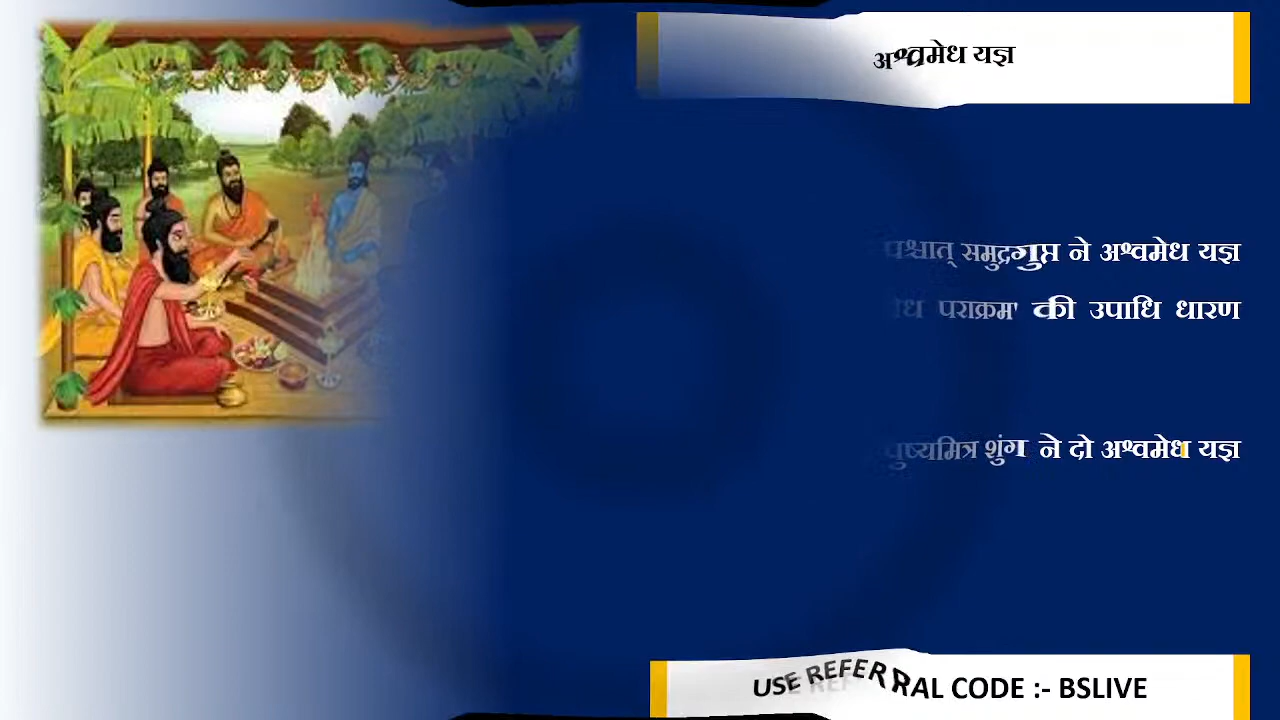 अश्वमेध यज्ञ
पश्चात् समुद्रगुप्त ने अश्वमेध यज्ञ
पराक्रम' की उपाधि धारण
पुष्यमित्र शुंग ने दो अश्वमेध यज्ञ
USE REFERRAL CODE :- BSLIVE